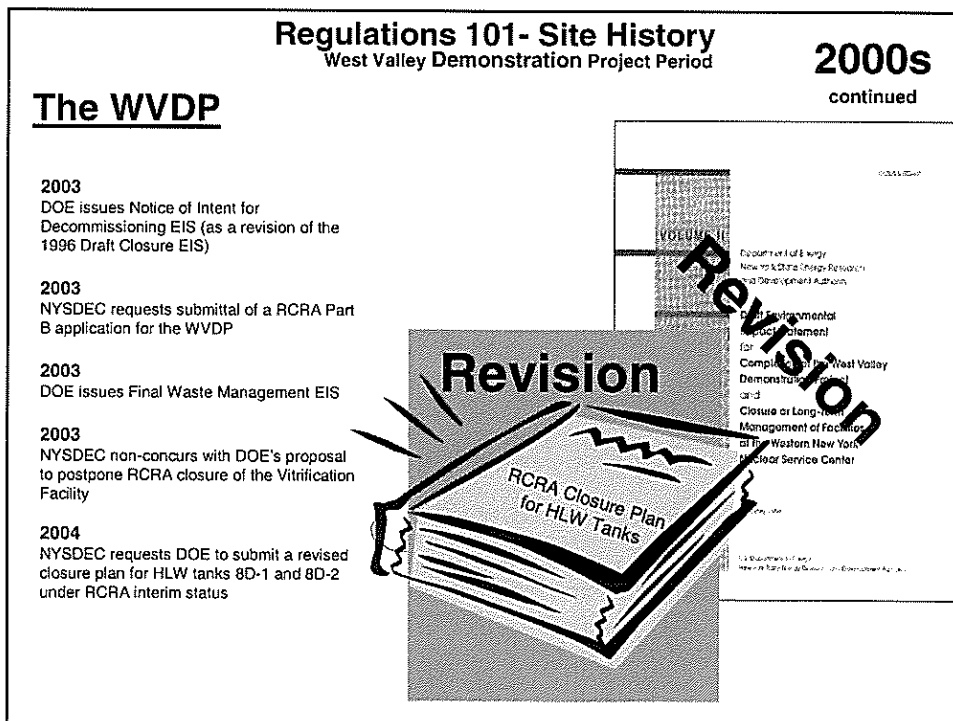 Regulations 101- Site History
West Valley Demonstration Project Period
2000s
continued
The WVDP
2003
DOE issues Notice of Intent for
Decommissioning EIS (as a revision of the
1996 Draft Closure EIS)
2003
NYSDEC requests submittal of a RCRA Part
B application for the WVDP
2003
DOE issues Final Waste Management EIS
2003
NYSDEC non-concurs with DOE's proposal
to postpone RCRA closure of the Vitrification
Facility
2004
NYSDEC requests DOE to submit a revised
closure plan for HLW tanks 8D-1 and 8D-2
under RCRA interim status
Revision
RCRA Closure Plan
for HLW Tanks
VOLUME II
Department of Energy
New York State Energy Research
and Development Authority
Draft Environmental
Impact Statement
for
Completion of the West Valley
Demonstration Project
and
Closure or Long-Term
Management of Facilities
at the Western New York
Nuclear Service Center
Revision